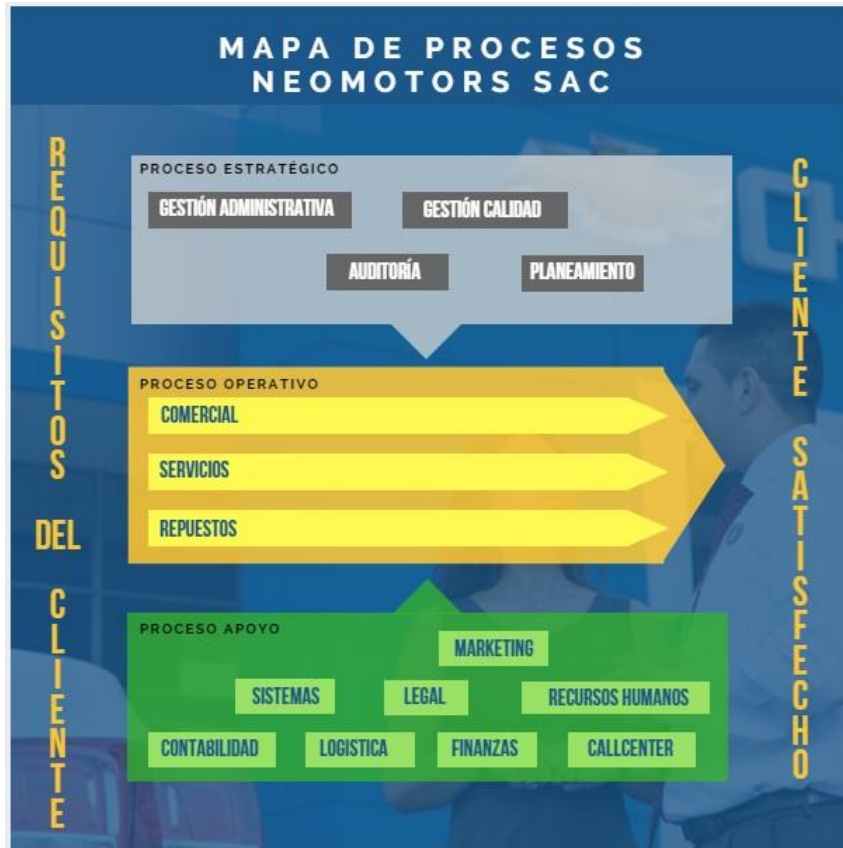 MAPA DE PROCESOS
NEOMOTORS SAC
REQUISITOS DEL CLIENTE
PROCESO ESTRATÉGICO
GESTIÓN ADMINISTRATIVA
GESTIÓN CALIDAD
AUDITORÍA
PLANEAMIENTO
PROCESO OPERATIVO
COMERCIAL
SERVICIOS
REPUESTOS
PROCESO APOYO
MARKETING
SISTEMAS
LEGAL
RECURSOS HUMANOS
CONTABILIDAD
LOGISTICA
FINANZAS
CALLCENTER
CLIENTE SATISFECHO
CH